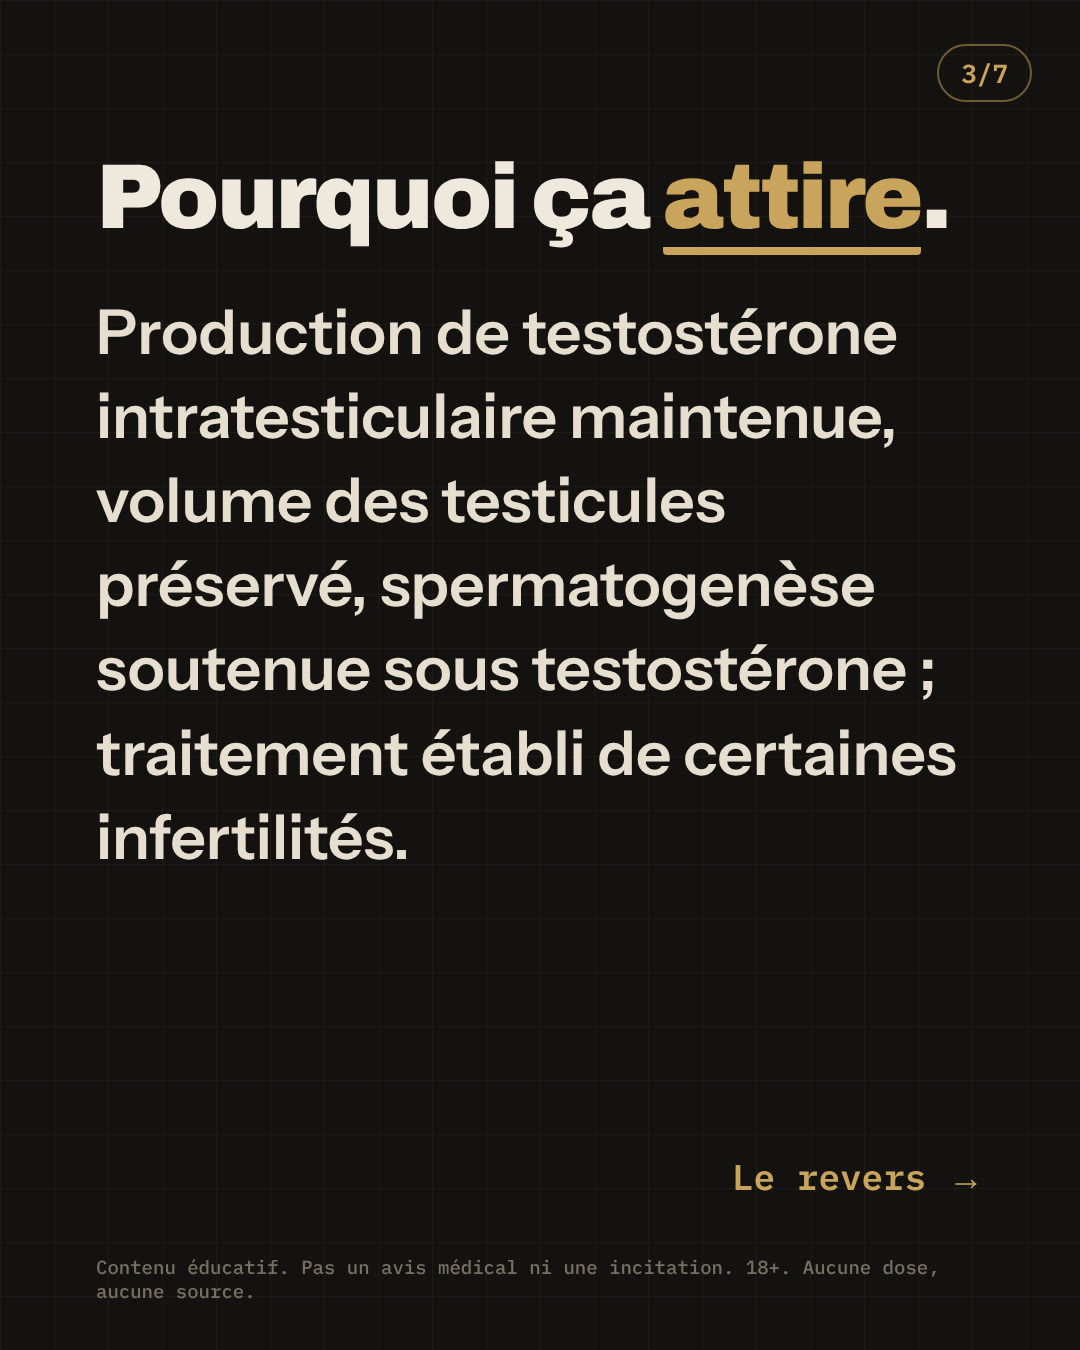 3/7
Pourquoi ça attire.
Production de testostérone
intratesticulaire maintenue,
volume des testicules
préservé, spermatogenèse
soutenue sous testostérone ;
traitement établi de certaines
infertilités.
Le revers →
Contenu éducatif. Pas un avis médical ni une incitation. 18+. Aucune dose,
aucune source.